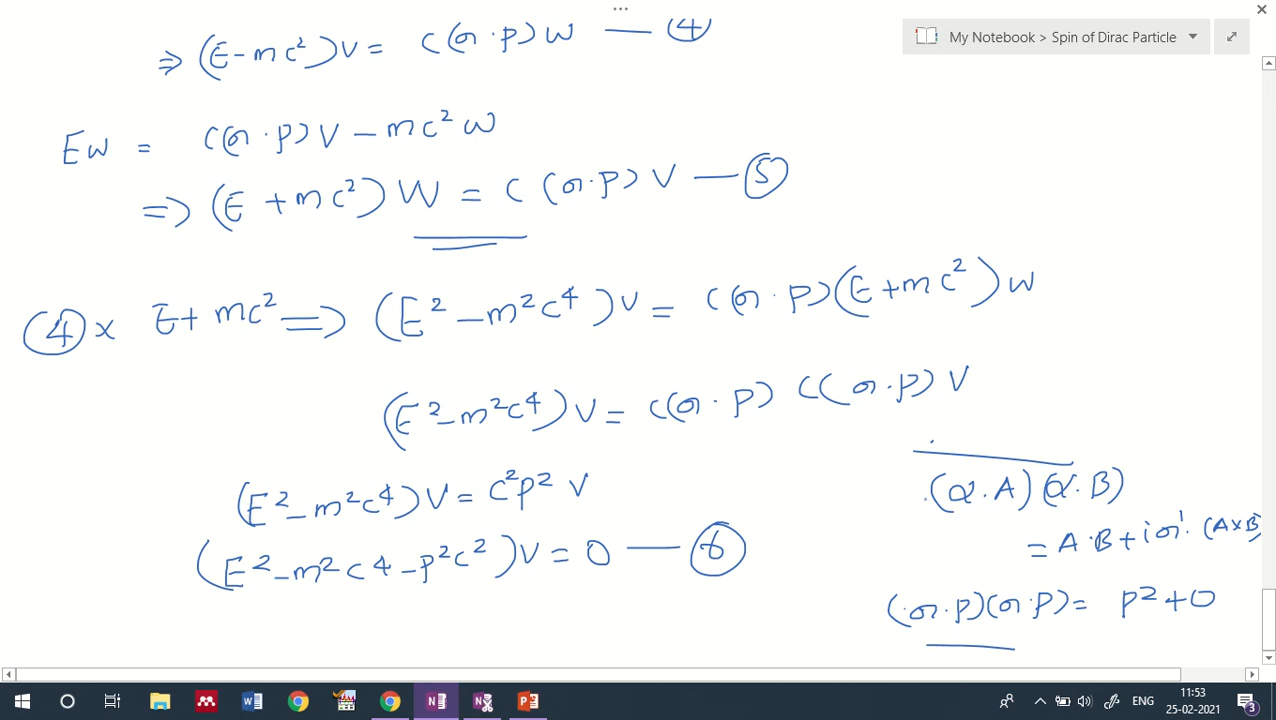 My Notebook > Spin of Dirac Particle
⇒ (E-mc²)V = C(σ·p)W — ④
EW = C(σ·p)V - mc²W
⇒ (E+mc²)W = C(σ·p)V — ⑤
④ × E+mc² ⇒ (E²-m²c⁴)V = C(σ·p)(E+mc²)W
(E²-m²c⁴)V = C(σ·p) C(σ·p)V
(α·A)(α·B)
(E²-m²c⁴)V = c²p² V
= A·B + iσ'·(A×B)
(E²-m²c⁴-p²c²)V = 0 — ⑥
(σ·p)(σ·p) = p²+0
ENG
11:53
25-02-2021
3